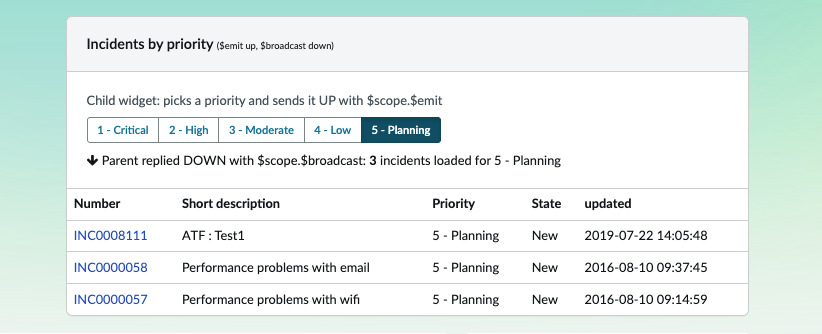 Incidents by priority ($emit up, $broadcast down)
Child widget: picks a priority and sends it UP with $scope.$emit
1 - Critical 2 - High 3 - Moderate 4 - Low 5 - Planning
Parent replied DOWN with $scope.$broadcast: 3 incidents loaded for 5 - Planning
Number Short description Priority State updated
INC0008111 ATF : Test1 5 - Planning New 2019-07-22 14:05:48
INC0000058 Performance problems with email 5 - Planning New 2016-08-10 09:37:45
INC0000057 Performance problems with wifi 5 - Planning New 2016-08-10 09:14:59